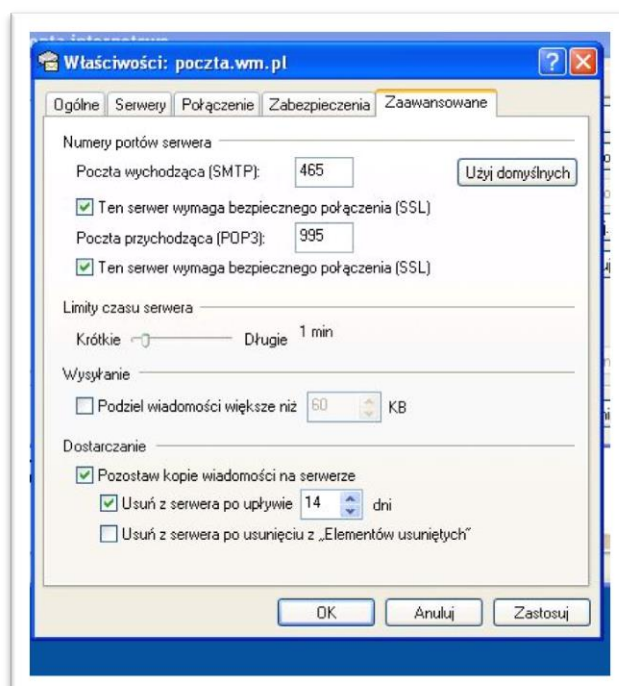 Właściwości: poczta.wm.pl
Ogólne Serwery Połączenie Zabezpieczenia Zaawansowane
Numery portów serwera
Poczta wychodząca (SMTP): 465 Użyj domyślnych
Ten serwer wymaga bezpiecznego połączenia (SSL)
Poczta przychodząca (POP3): 995
Ten serwer wymaga bezpiecznego połączenia (SSL)
Limity czasu serwera
Krótkie Długie 1 min
Wysyłanie
Podziel wiadomości większe niż 60 KB
Dostarczanie
Pozostaw kopie wiadomości na serwerze
Usuń z serwera po upływie 14 dni
Usuń z serwera po usunięciu z „Elementów usuniętych”
OK Anuluj Zastosuj